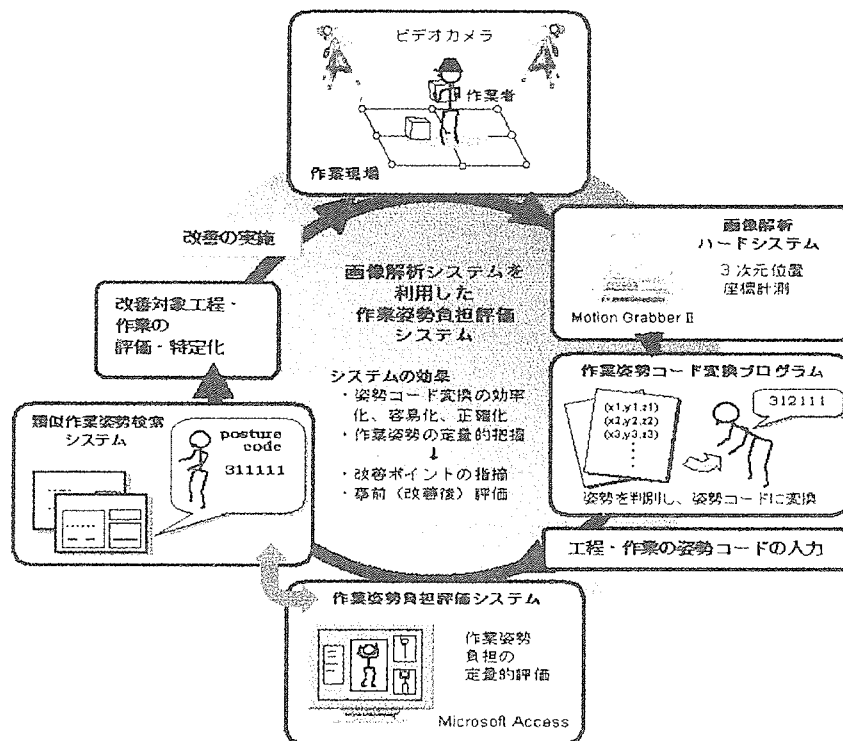 ビデオカメラ
作業者
作業現場
画像解析
ハードシステム
3次元位置
座標計測
Motion Grabber Ⅱ
作業姿勢コード変換プログラム
(x1,y1,z1)
(x2,y2,z2)
(x3,y3,z3)
312111
姿勢を判別し、姿勢コードに変換
工程・作業の姿勢コードの入力
作業姿勢負担評価システム
作業姿勢
負担の
定量的評価
Microsoft Access
類似作業姿勢検索
システム
posture
code
311111
改善対象工程・
作業の
評価・特定化
改善の実施
画像解析システムを
利用した
作業姿勢負担評価
システム
システムの効果
・姿勢コード変換の効率
化、容易化、正確化
・作業姿勢の定量的把握
↓
・改善ポイントの指摘
・事前（改善後）評価